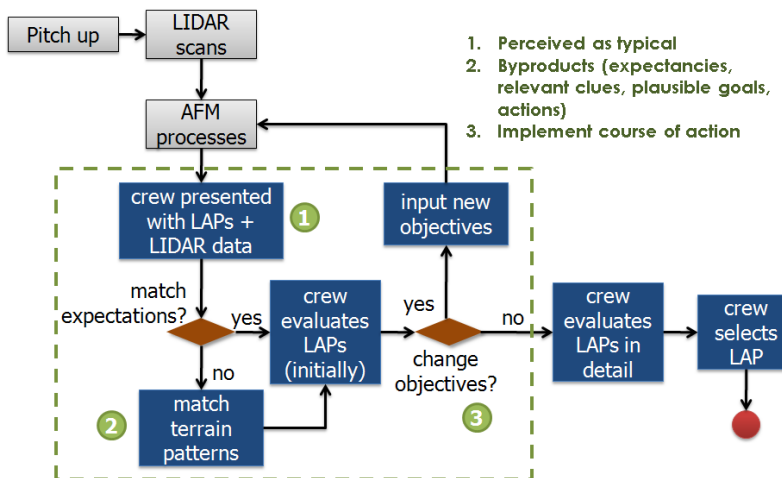 Pitch up
LIDAR
scans
1. Perceived as typical
2. Byproducts (expectancies,
relevant clues, plausible goals,
actions)
3. Implement course of action
AFM
processes
crew presented
with LAPs +
LIDAR data
1
input new
objectives
match
expectations?
yes
crew
evaluates
LAPs
(initially)
yes
no
change
objectives?
crew
evaluates
LAPs in
detail
crew
selects
LAP
no
2
match
terrain
patterns
3